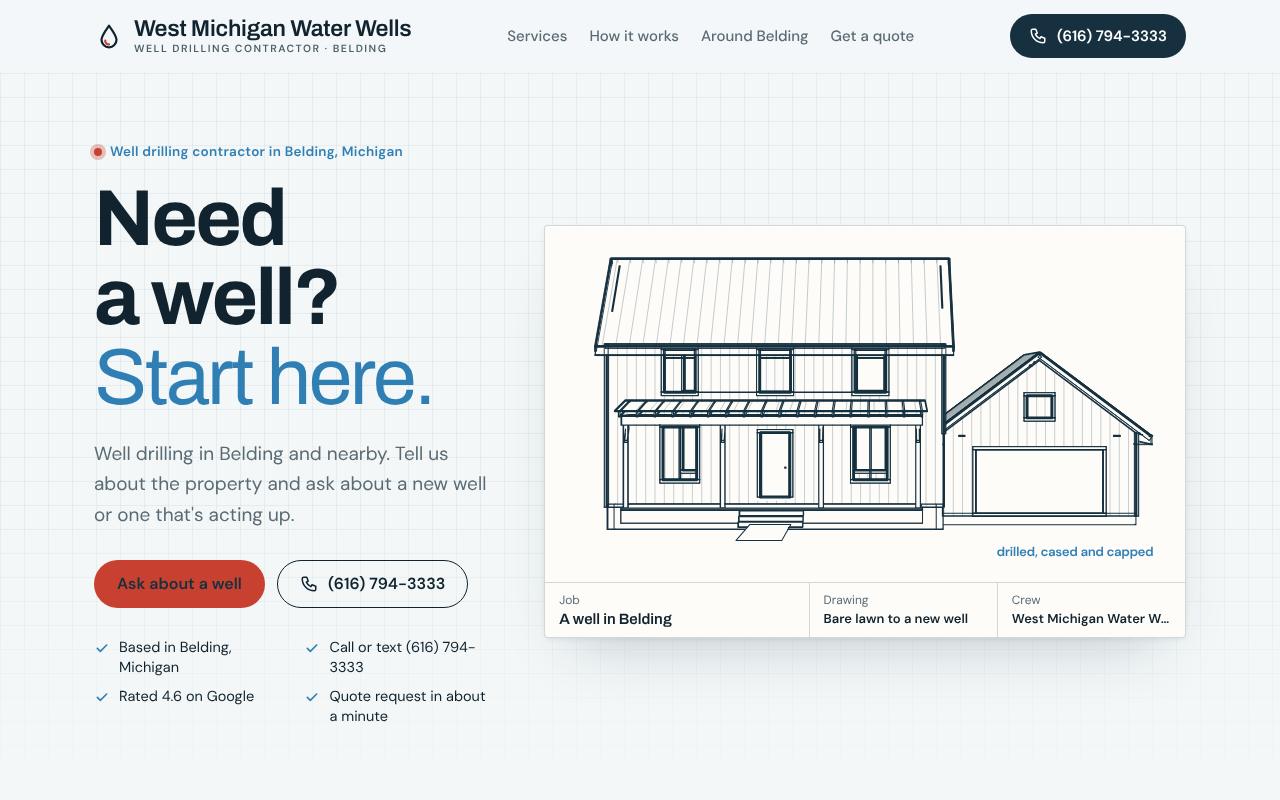 West Michigan Water Wells
WELL DRILLING CONTRACTOR · BELDING
Services
How it works
Around Belding
Get a quote
(616) 794-3333
Well drilling contractor in Belding, Michigan
Need
a well?
Start here.
Well drilling in Belding and nearby. Tell us
about the property and ask about a new well
or one that's acting up.
Ask about a well
(616) 794-3333
Based in Belding,
Michigan
Call or text (616) 794-
3333
Rated 4.6 on Google
Quote request in about
a minute
drilled, cased and capped
Job
A well in Belding
Drawing
Bare lawn to a new well
Crew
West Michigan Water W...